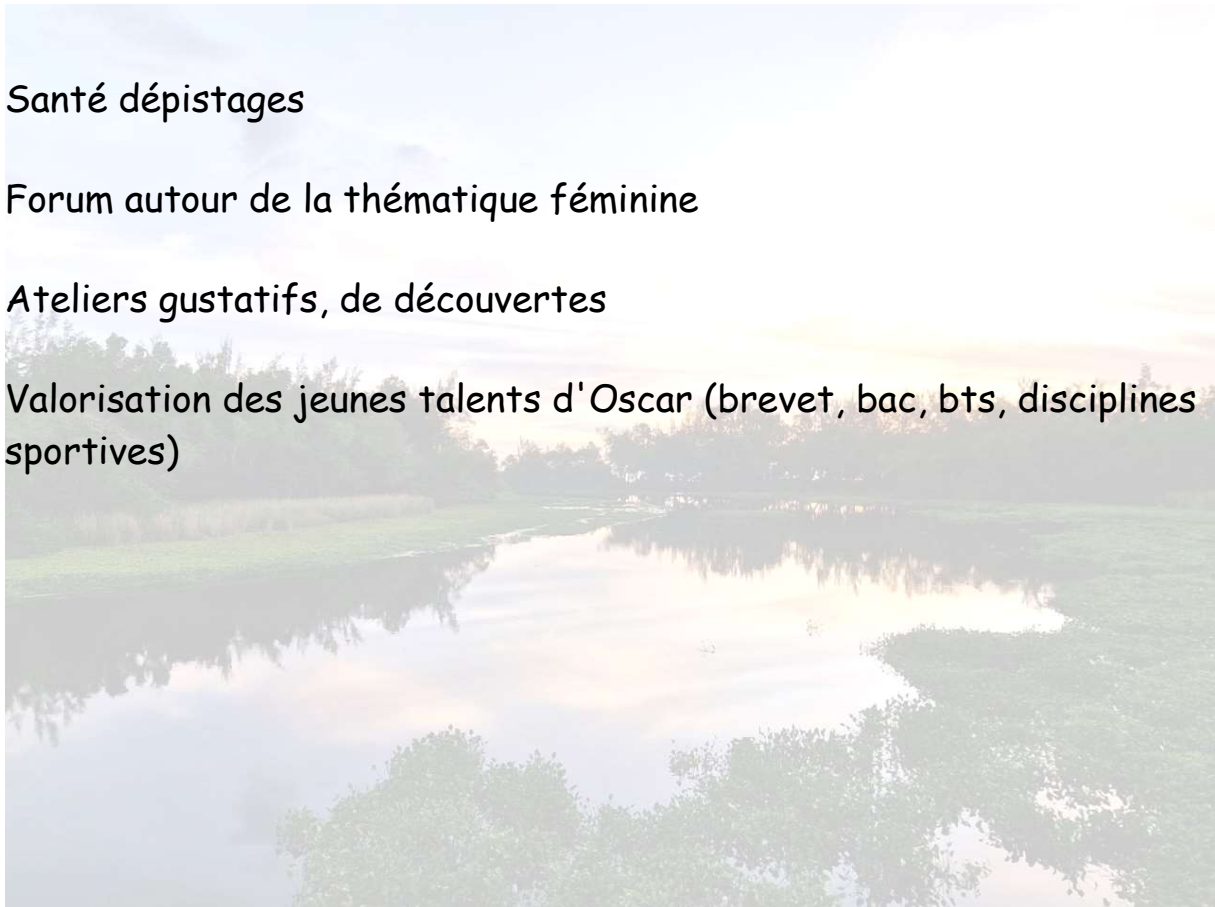 Santé dépistages
Forum autour de la thématique féminine
Ateliers gustatifs, de découvertes
Valorisation des jeunes talents d'Oscar (brevet, bac, bts, disciplines
sportives)